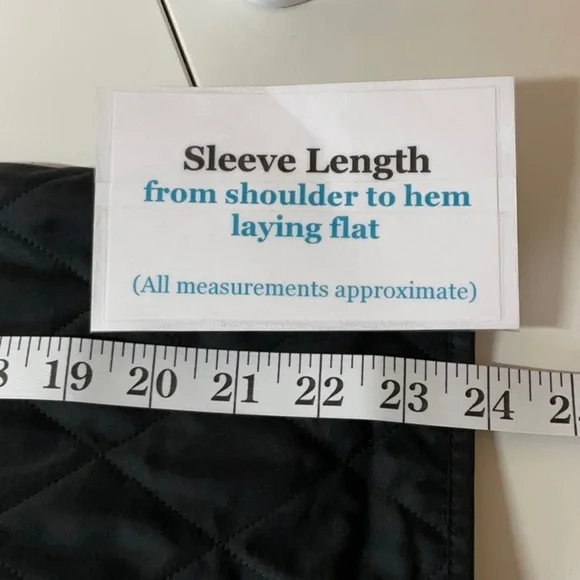 Sleeve Length
from shoulder to hem
laying flat
(All measurements approximate)
19 20 21 22 23 24